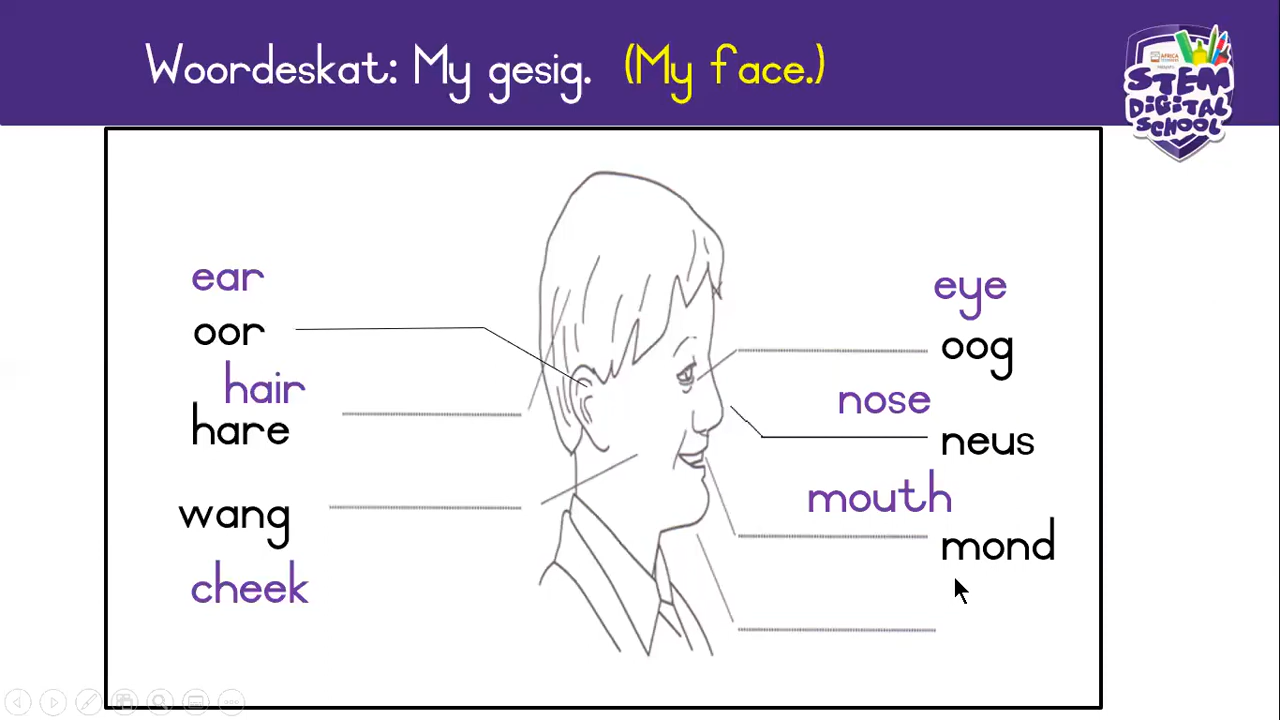 Woordeskat: My gesig. (My face.)
STEM
DIGITAL
SCHOOL
ear
oor
hair
hare
wang
cheek
eye
oog
nose
neus
mouth
mond